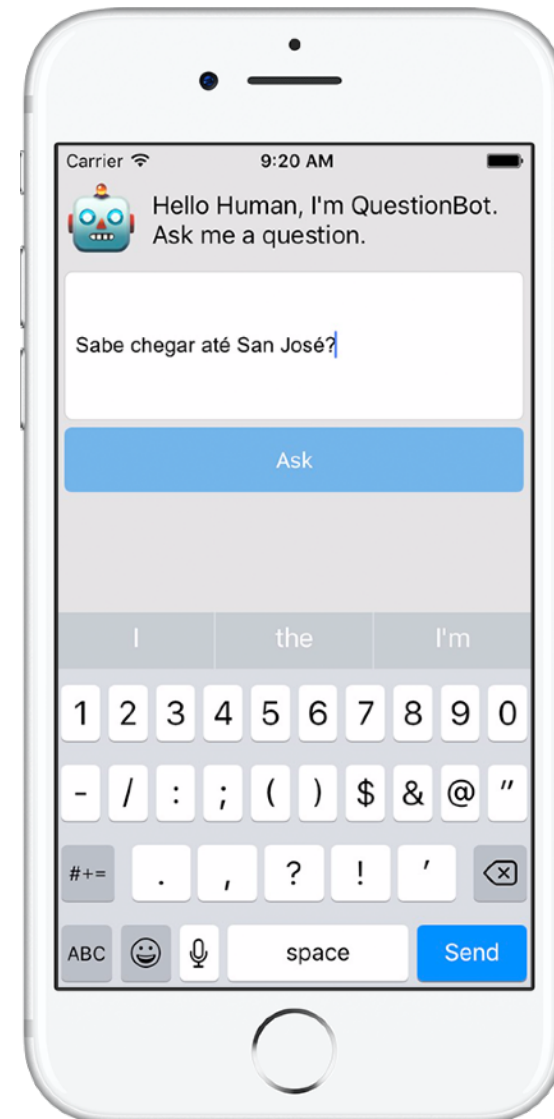 Carrier 9:20 AM
Hello Human, I'm QuestionBot.
Ask me a question.
Sabe chegar até San José?
Ask
I the I'm
1 2 3 4 5 6 7 8 9 0
- / : ; ( ) $ & @ "
#+= . , ? ! '
ABC space Send